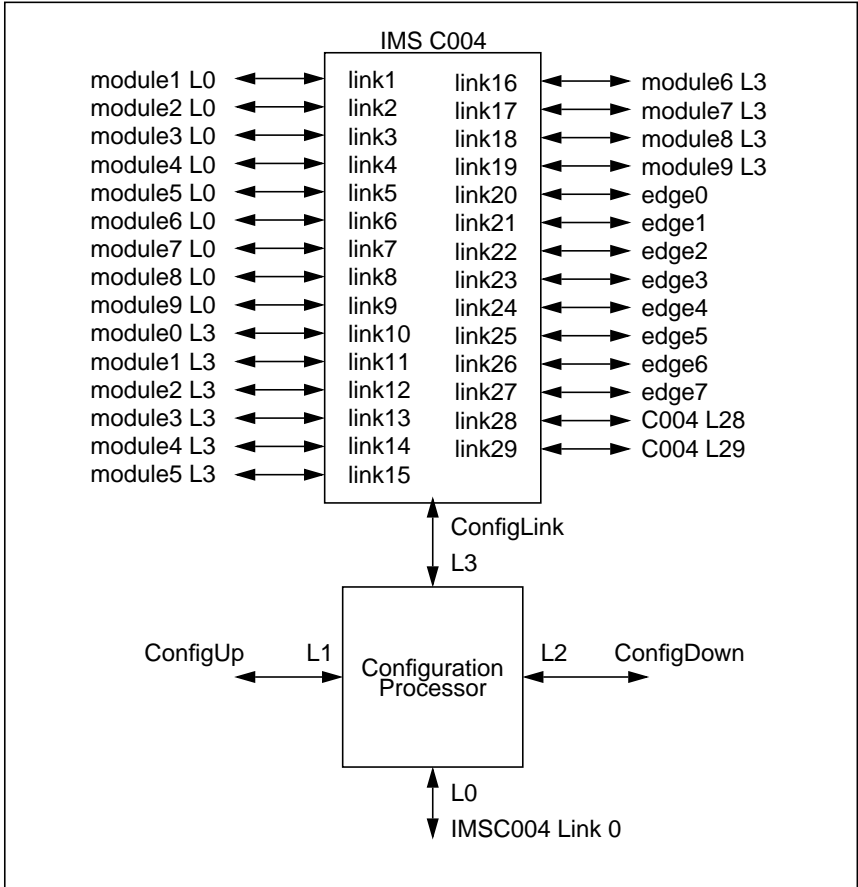 IMS C004
module1 L0 link1 link16 module6 L3
module2 L0 link2 link17 module7 L3
module3 L0 link3 link18 module8 L3
module4 L0 link4 link19 module9 L3
module5 L0 link5 link20 edge0
module6 L0 link6 link21 edge1
module7 L0 link7 link22 edge2
module8 L0 link8 link23 edge3
module9 L0 link9 link24 edge4
module0 L3 link10 link25 edge5
module1 L3 link11 link26 edge6
module2 L3 link12 link27 edge7
module3 L3 link13 link28 C004 L28
module4 L3 link14 link29 C004 L29
module5 L3 link15
ConfigLink
L3
ConfigUp L1 L2 ConfigDown
Configuration
Processor
L0
IMSC004 Link 0